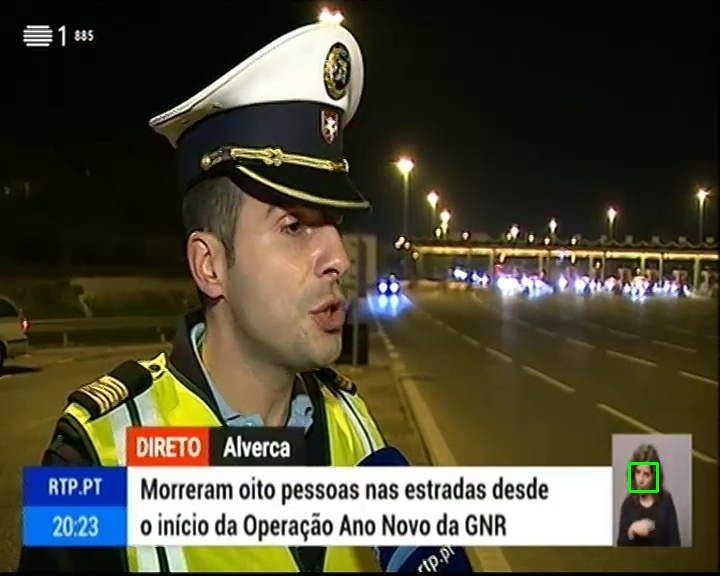 1 885
DIRETO Alverca
RTP.PT
20:23
Morreram oito pessoas nas estradas desde
o início da Operação Ano Novo da GNR
rtp.pt